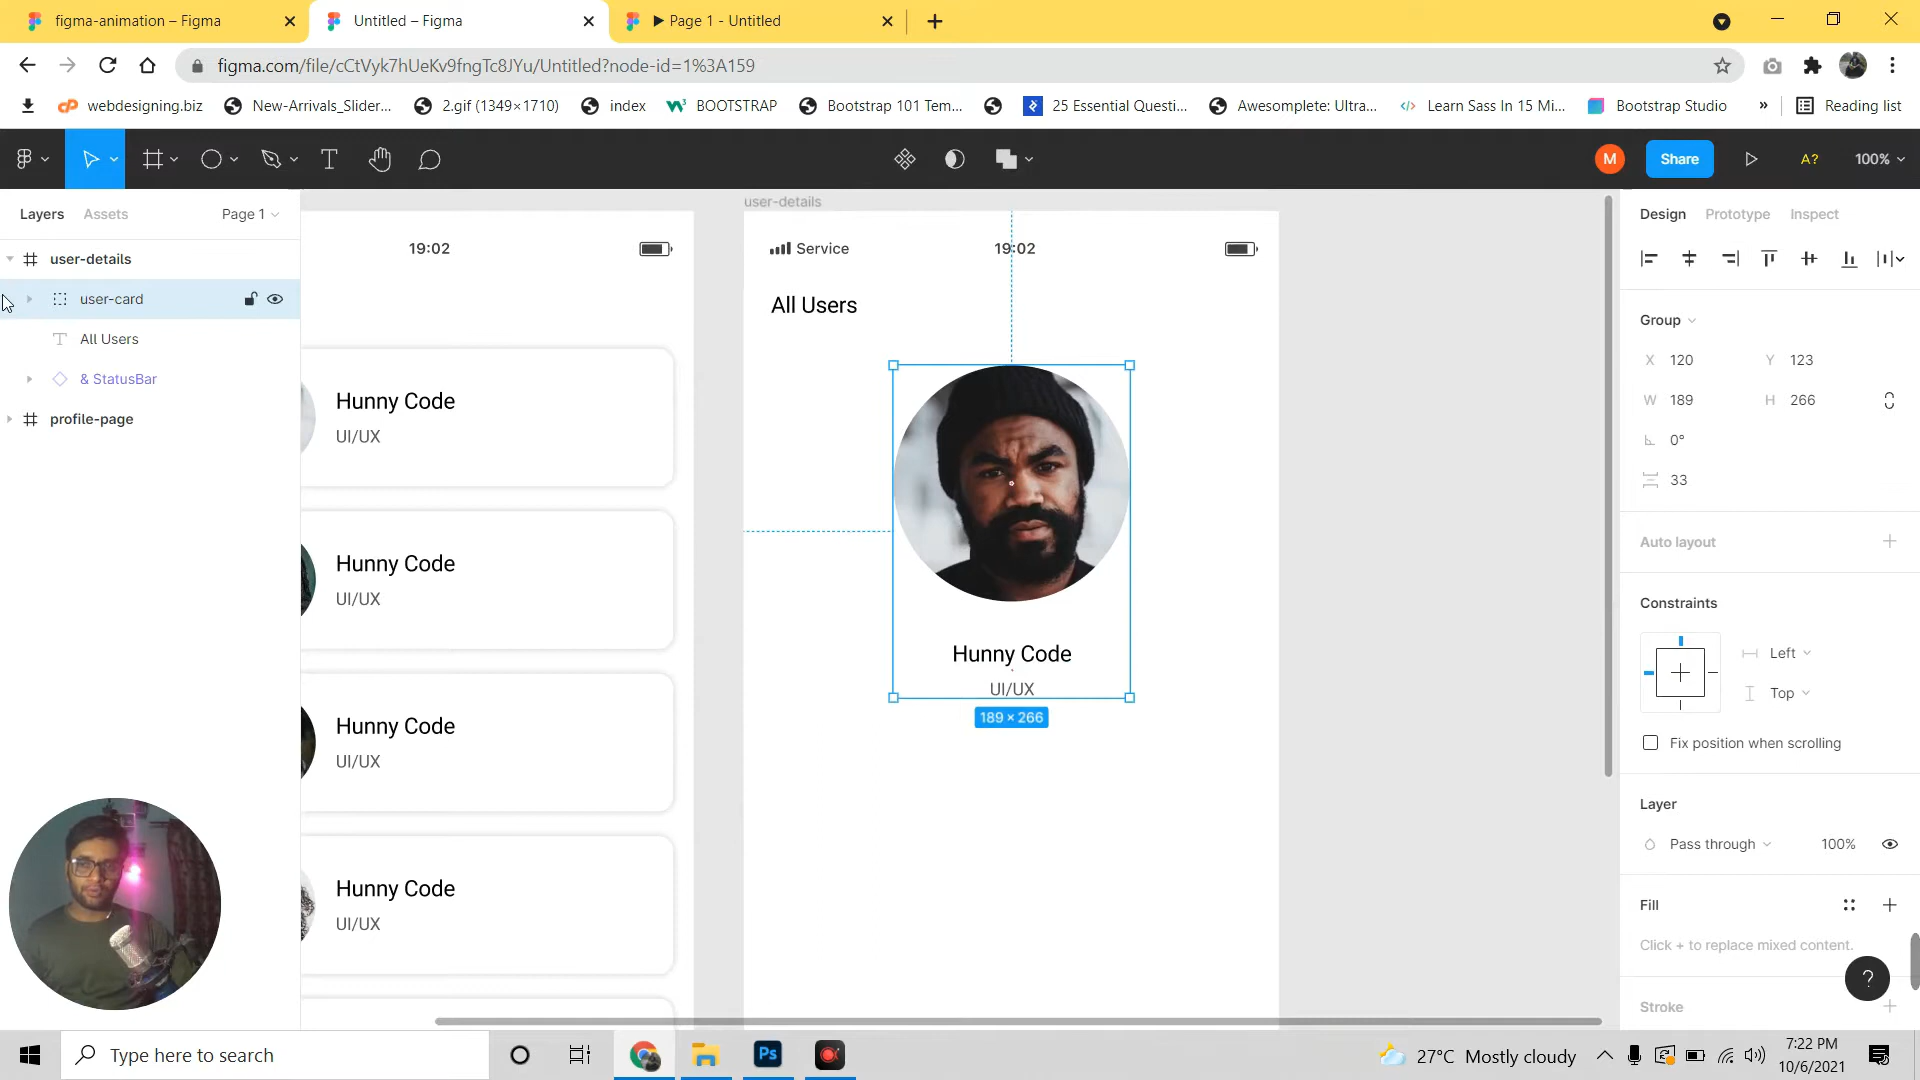 figma-animation – Figma
Untitled – Figma
Page 1 - Untitled
figma.com/file/cCtVyk7hUeKv9fngTc8JYu/Untitled?node-id=1%3A159
webdesigning.biz
New-Arrivals_Slider...
2.gif (1349×1710)
index
BOOTSTRAP
Bootstrap 101 Tem...
25 Essential Questi...
Awesomplete: Ultra...
Learn Sass In 15 Mi...
Bootstrap Studio
»
Reading list
M
Share
A?
100%
Layers
Assets
Page 1
user-details
user-card
All Users
& StatusBar
profile-page
19:02
Hunny Code
UI/UX
Hunny Code
UI/UX
Hunny Code
UI/UX
Hunny Code
UI/UX
user-details
Service
19:02
All Users
Hunny Code
UI/UX
189 × 266
Design
Prototype
Inspect
Group
X 120
Y 123
W 189
H 266
0°
33
Auto layout
Constraints
Left
Top
Fix position when scrolling
Layer
Pass through
100%
Fill
Click + to replace mixed content.
?
Stroke
Type here to search
Ps
27°C Mostly cloudy
7:22 PM
10/6/2021